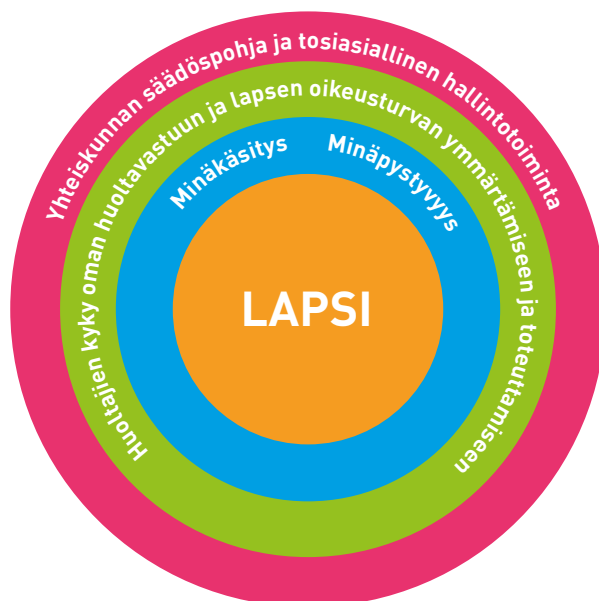 Yhteiskunnan säädöspohja ja tosiasiallinen hallintotoiminta
Huoltajien kyky oman huoltavastuun ja lapsen oikeusturvan ymmärtämiseen ja toteuttamiseen
Minäkäsitys
Minäpystyvyys
LAPSI